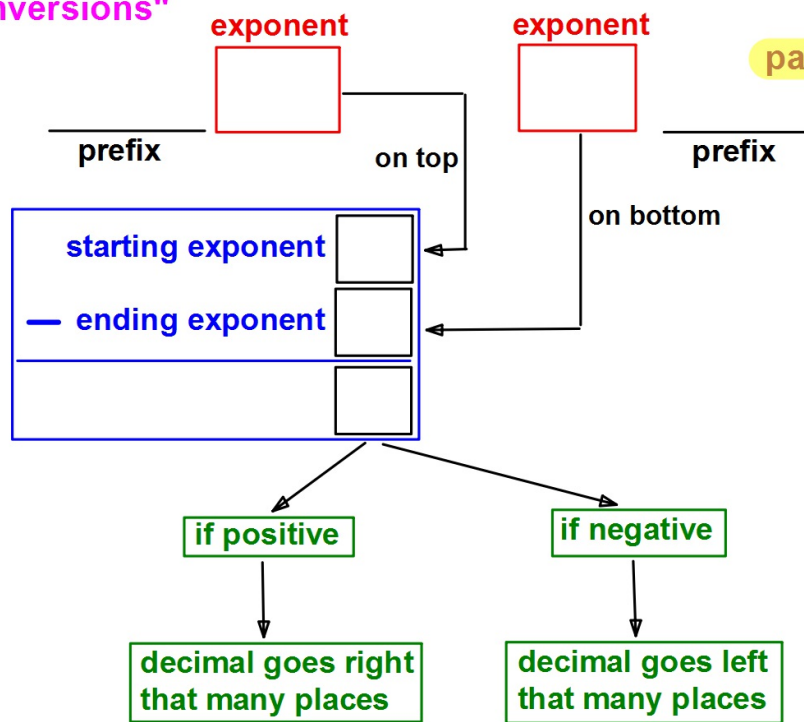 nversions"
exponent
exponent
pa
prefix
on top
prefix
on bottom
starting exponent
— ending exponent
if positive
if negative
decimal goes right
that many places
decimal goes left
that many places